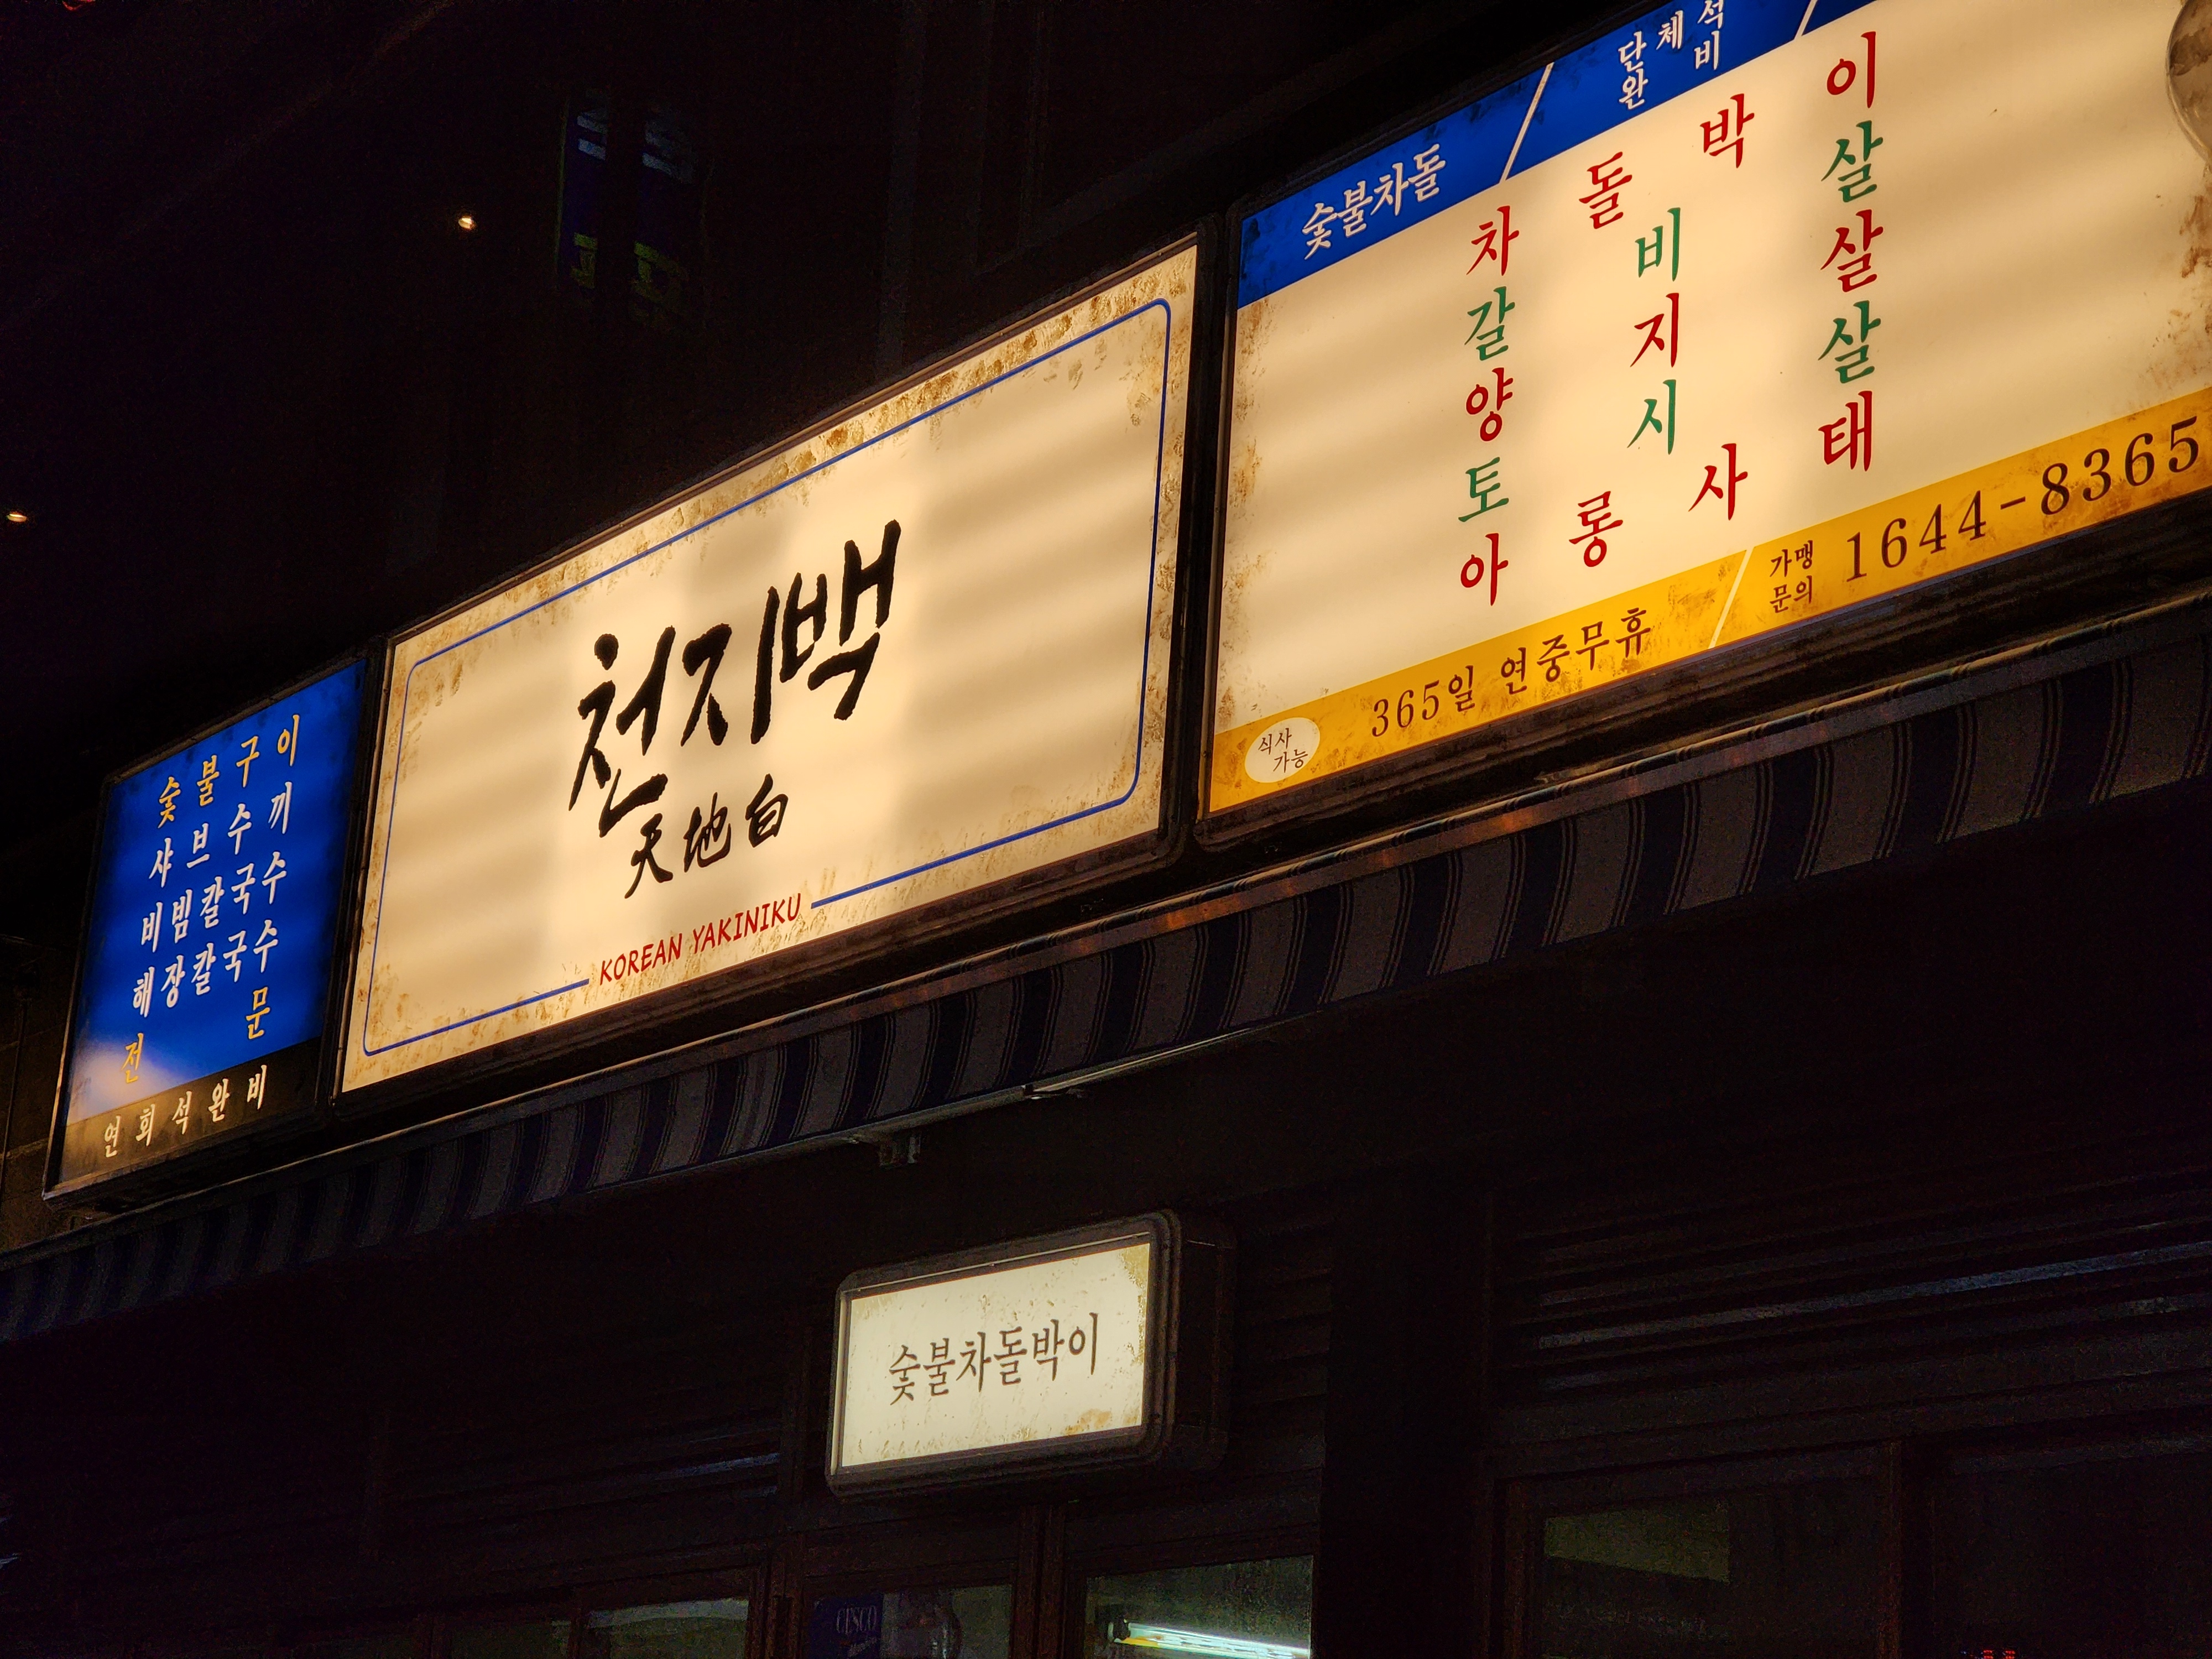 숯불구이
샤브수끼
비빔칼국수
해장칼국수
전문
연회석완비
천지백
天地白
KOREAN YAKINIKU
숯불차돌
단체석
완비
차돌박이
갈비살
양지살
토시살
아롱사태
식사
가능
365일 연중무휴
가맹
문의
1644-8365
숯불차돌박이
CESCO